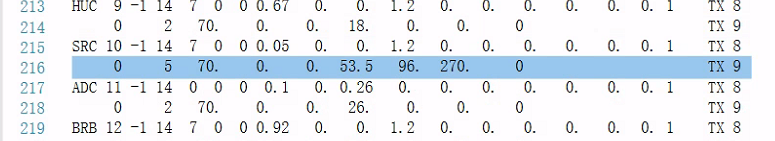 213 HUC 9 -1 14 7 0 0 0.67 0. 0. 1.2 0. 0. 0. 0. 0. 1 TX 8
214 0 2 70. 0. 0. 18. 0. 0. 0 TX 9
215 SRC 10 -1 14 7 0 0 0.05 0. 0. 1.2 0. 0. 0. 0. 0. 1 TX 8
216 0 5 70. 0. 0. 53.5 96. 270. 0 TX 9
217 ADC 11 -1 14 0 0 0 0.1 0. 0.26 0. 0. 0. 0. 0. 0. 1 TX 8
218 0 2 70. 0. 0. 26. 0. 0. 0 TX 9
219 BRB 12 -1 14 7 0 0 0.92 0. 0. 1.2 0. 0. 0. 0. 0. 1 TX 8